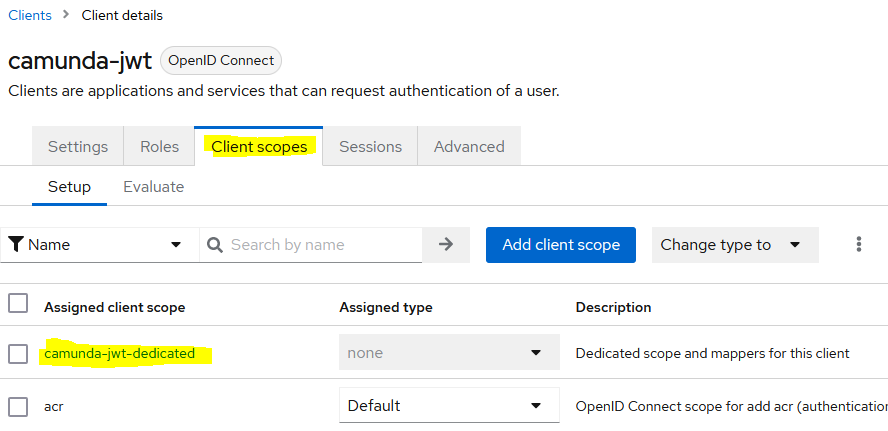 Clients > Client details
camunda-jwt OpenID Connect
Clients are applications and services that can request authentication of a user.
Settings Roles Client scopes Sessions Advanced
Setup Evaluate
Name Search by name Add client scope Change type to
Assigned client scope Assigned type Description
camunda-jwt-dedicated none Dedicated scope and mappers for this client
acr Default OpenID Connect scope for add acr (authentication